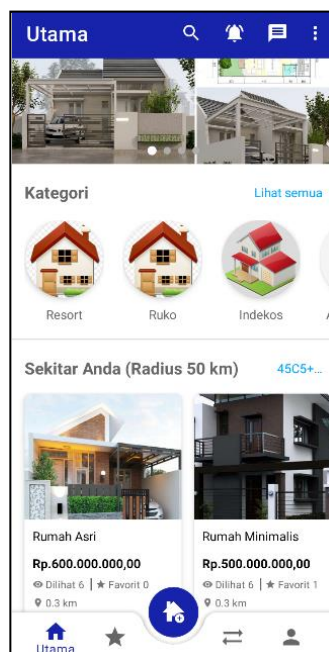 Utama
Kategori
Lihat semua
Resort
Ruko
Indekos
Sekitar Anda (Radius 50 km)
45C5+...
Rumah Asri
Rumah Minimalis
Rp.600.000.000,00
Rp.500.000.000,00
Dilihat 6 | ★ Favorit 0
Dilihat 6 | ★ Favorit 1
0.3 km
0.3 km
Utama